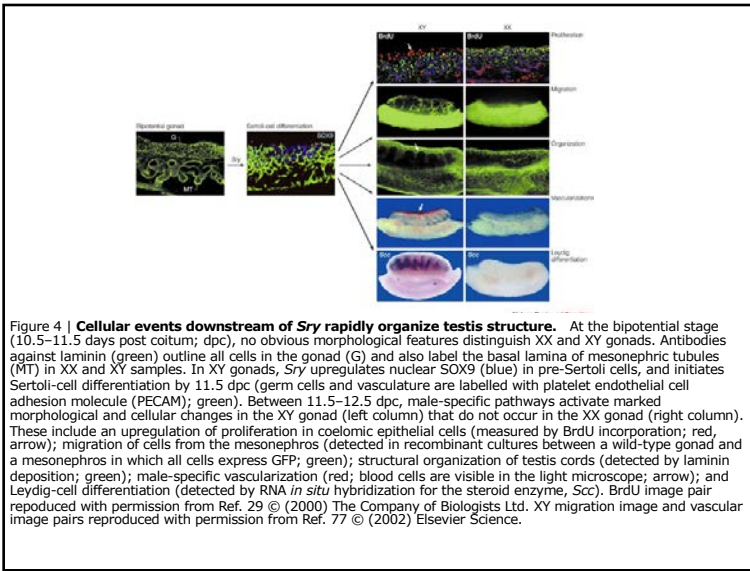 XY
XX
BrdU
BrdU
Proliferation
Migration
Bipotential gonad
Sertoli-cell differentiation
G
SOX9
Sry
MT
Organization
Vascularization
Scc
Scc
Leydig
differentiation
Figure 4 | Cellular events downstream of Sry rapidly organize testis structure. At the bipotential stage
(10.5–11.5 days post coitum; dpc), no obvious morphological features distinguish XX and XY gonads. Antibodies
against laminin (green) outline all cells in the gonad (G) and also label the basal lamina of mesonephric tubules
(MT) in XX and XY samples. In XY gonads, Sry upregulates nuclear SOX9 (blue) in pre-Sertoli cells, and initiates
Sertoli-cell differentiation by 11.5 dpc (germ cells and vasculature are labelled with platelet endothelial cell
adhesion molecule (PECAM); green). Between 11.5–12.5 dpc, male-specific pathways activate marked
morphological and cellular changes in the XY gonad (left column) that do not occur in the XX gonad (right column).
These include an upregulation of proliferation in coelomic epithelial cells (measured by BrdU incorporation; red,
arrow); migration of cells from the mesonephros (detected in recombinant cultures between a wild-type gonad and
a mesonephros in which all cells express GFP; green); structural organization of testis cords (detected by laminin
deposition; green); male-specific vascularization (red; blood cells are visible in the light microscope; arrow); and
Leydig-cell differentiation (detected by RNA in situ hybridization for the steroid enzyme, Scc). BrdU image pair
repoduced with permission from Ref. 29 © (2000) The Company of Biologists Ltd. XY migration image and vascular
image pairs reproduced with permission from Ref. 77 © (2002) Elsevier Science.